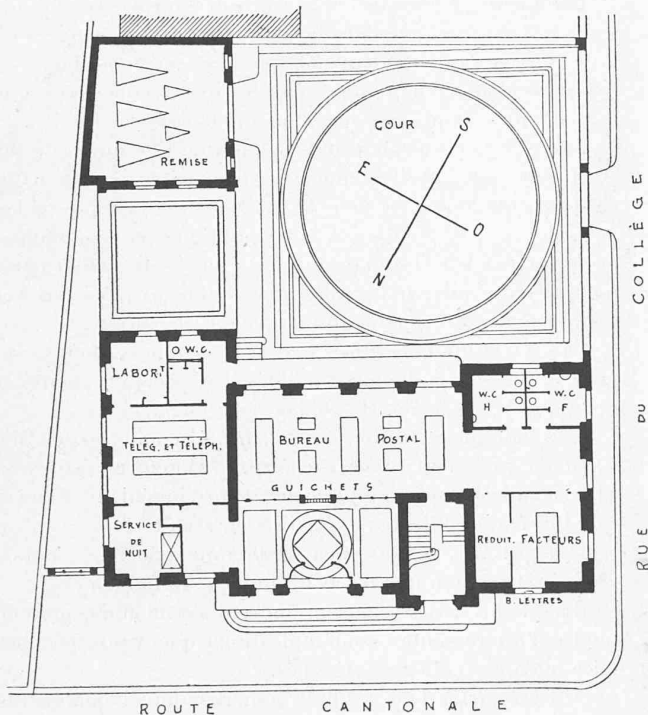 COUR
S
E
O
N
REMISE
W.C.
LABORT
TÉLÉG. ET TÉLÉPH.
SERVICE
DE
NUIT
BUREAU POSTAL
GUICHETS
W.C
H
W.C
F
REDUIT. FACTEURS
B. LETTRES
RUE DU COLLÈGE
ROUTE CANTONALE